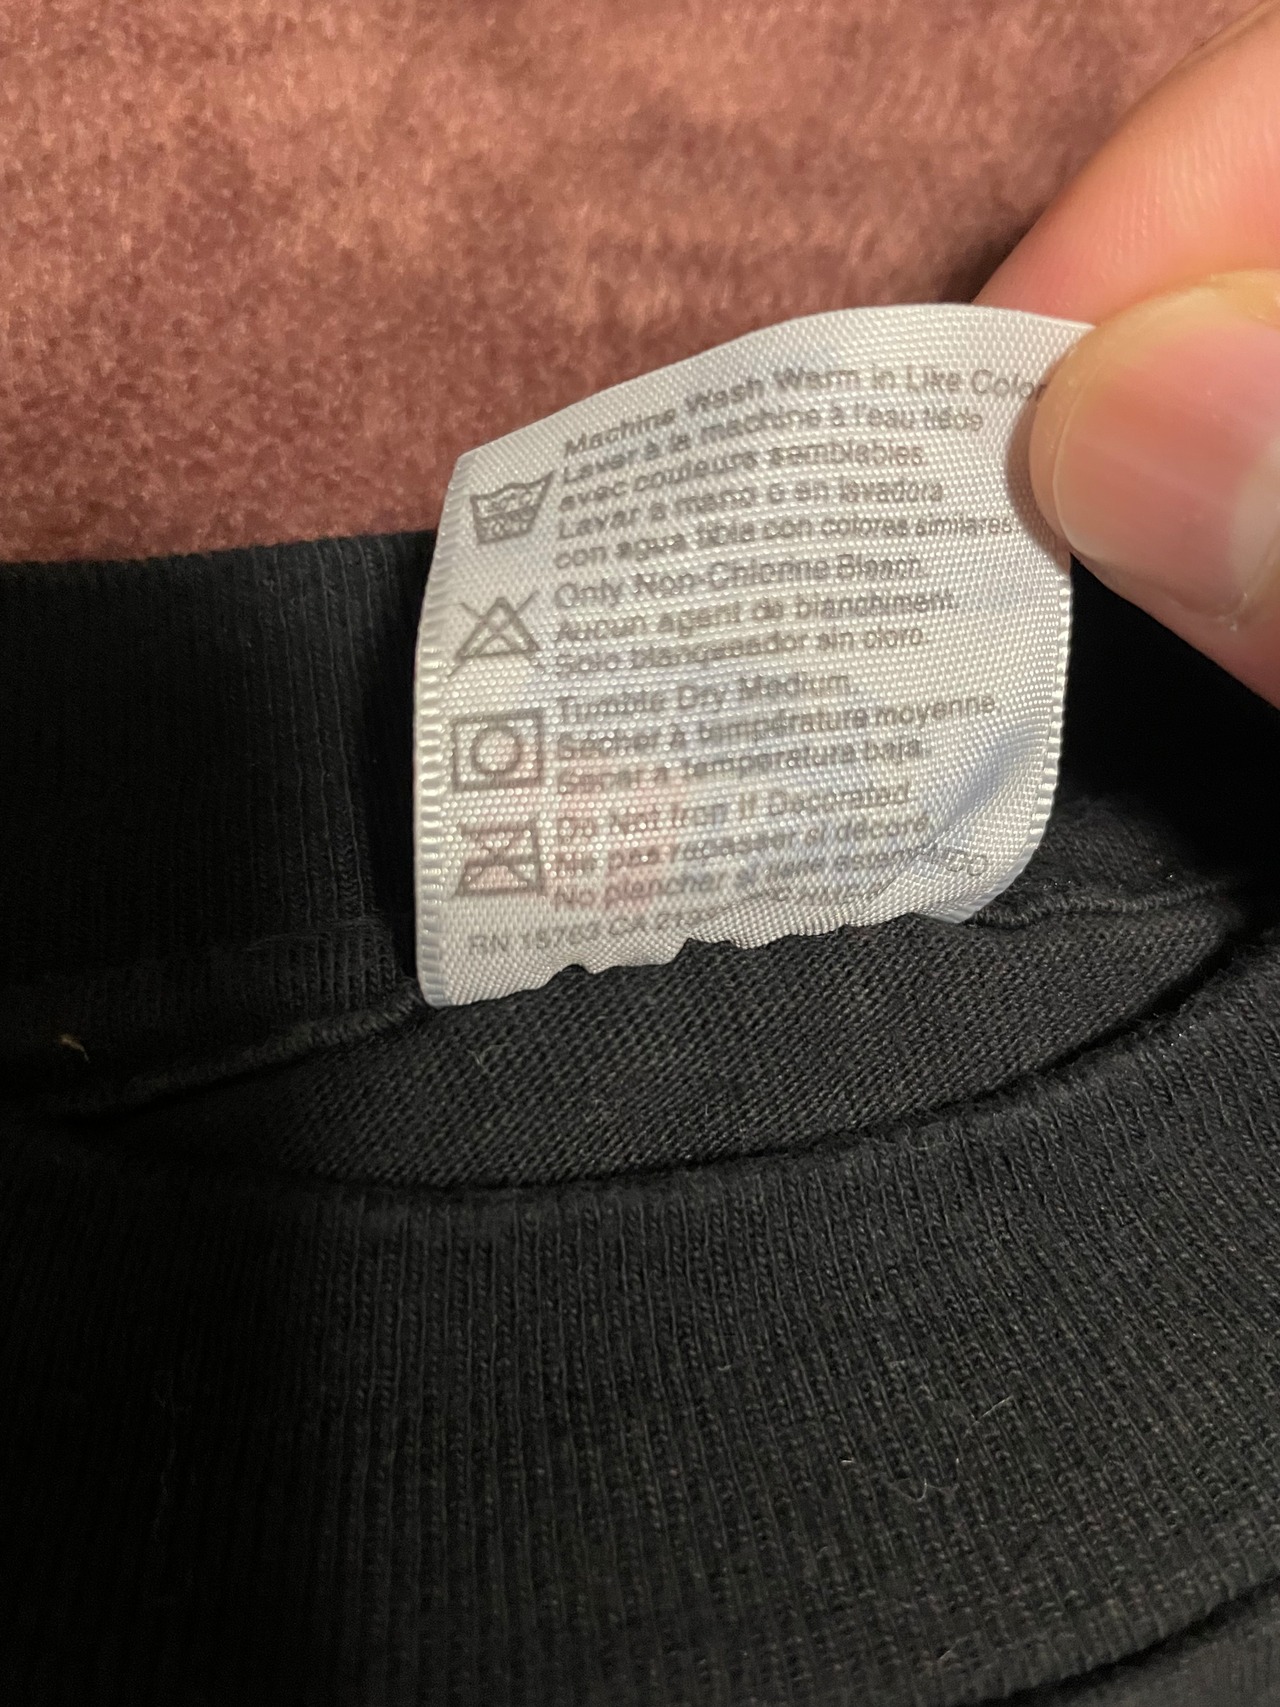 Machine Wash Warm in Like Color
Laver à la machine à l'eau tiède
avec couleurs semblables.
Lavar a mano o en lavadora
con agua tibia con colores similares.
Only Non-Chlorine Bleach.
Aucun agent de blanchiment.
Solo blanqueador sin cloro.
Tumble Dry Medium.
Sécher à température moyenne.
Secar a temperatura baja.
Do Not Iron If Decorated.
Ne pas repasser si décoré.
No planchar si tiene
RN 15763 CA